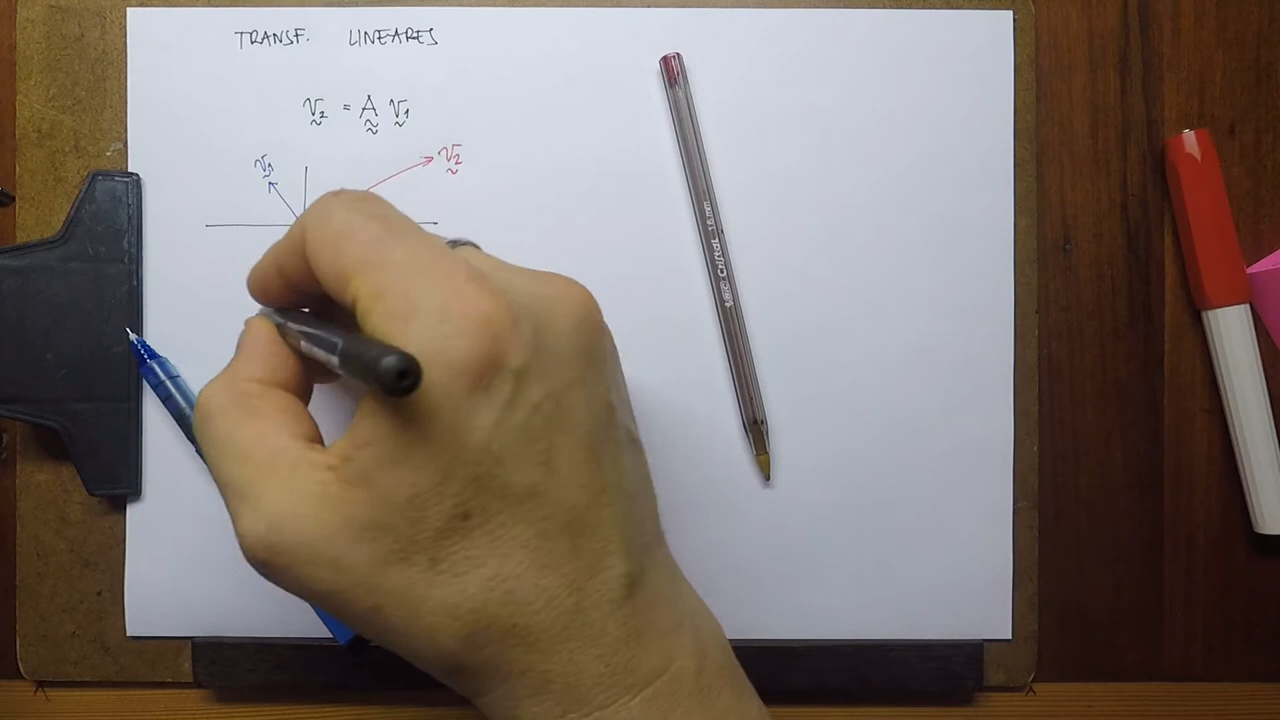 TRANSF. LINEARES
v₂ = A v₁
v₁
v₂
BIC Cristal 1.6 mm